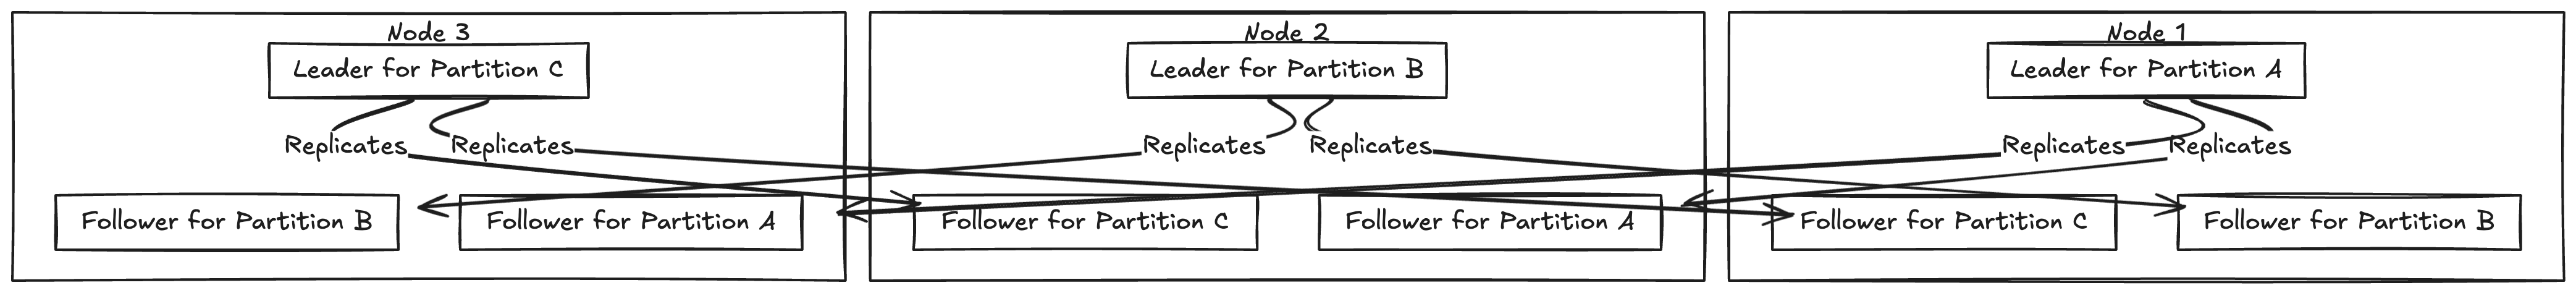 Node 3
Leader for Partition C
Replicates
Replicates
Follower for Partition B
Follower for Partition A
Node 2
Leader for Partition B
Replicates
Replicates
Follower for Partition C
Follower for Partition A
Node 1
Leader for Partition A
Replicates
Replicates
Follower for Partition C
Follower for Partition B